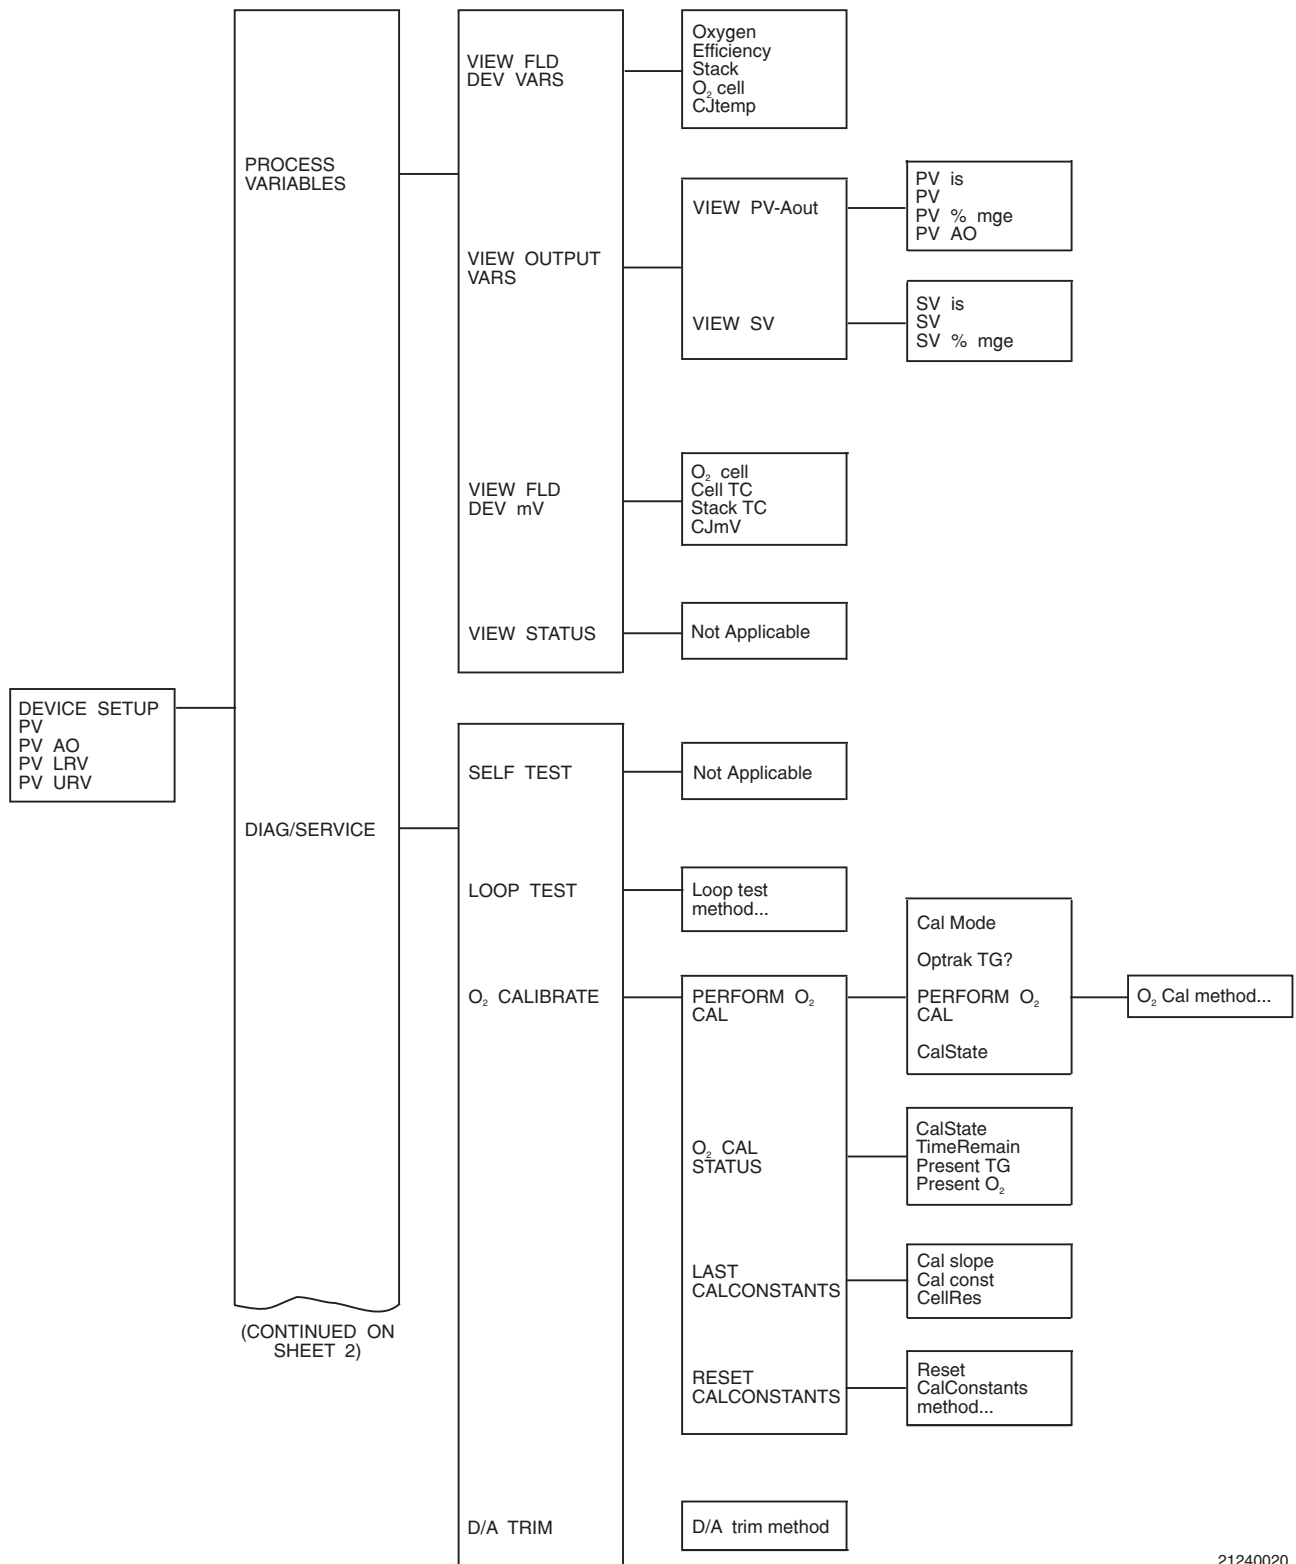 Oxygen
Efficiency
Stack
O₂ cell
CJtemp
VIEW FLD
DEV VARS
PROCESS
VARIABLES
VIEW PV-Aout
PV is
PV
PV % mge
PV AO
VIEW OUTPUT
VARS
VIEW SV
SV is
SV
SV % mge
VIEW FLD
DEV mV
O₂ cell
Cell TC
Stack TC
CJmV
VIEW STATUS
Not Applicable
DEVICE SETUP
PV
PV AO
PV LRV
PV URV
SELF TEST
Not Applicable
DIAG/SERVICE
LOOP TEST
Loop test
method...
O₂ CALIBRATE
PERFORM O₂
CAL
Cal Mode
Optrak TG?
PERFORM O₂
CAL
CalState
O₂ Cal method...
O₂ CAL
STATUS
CalState
TimeRemain
Present TG
Present O₂
LAST
CALCONSTANTS
Cal slope
Cal const
CellRes
(CONTINUED ON
SHEET 2)
RESET
CALCONSTANTS
Reset
CalConstants
method...
D/A TRIM
D/A trim method
21240020